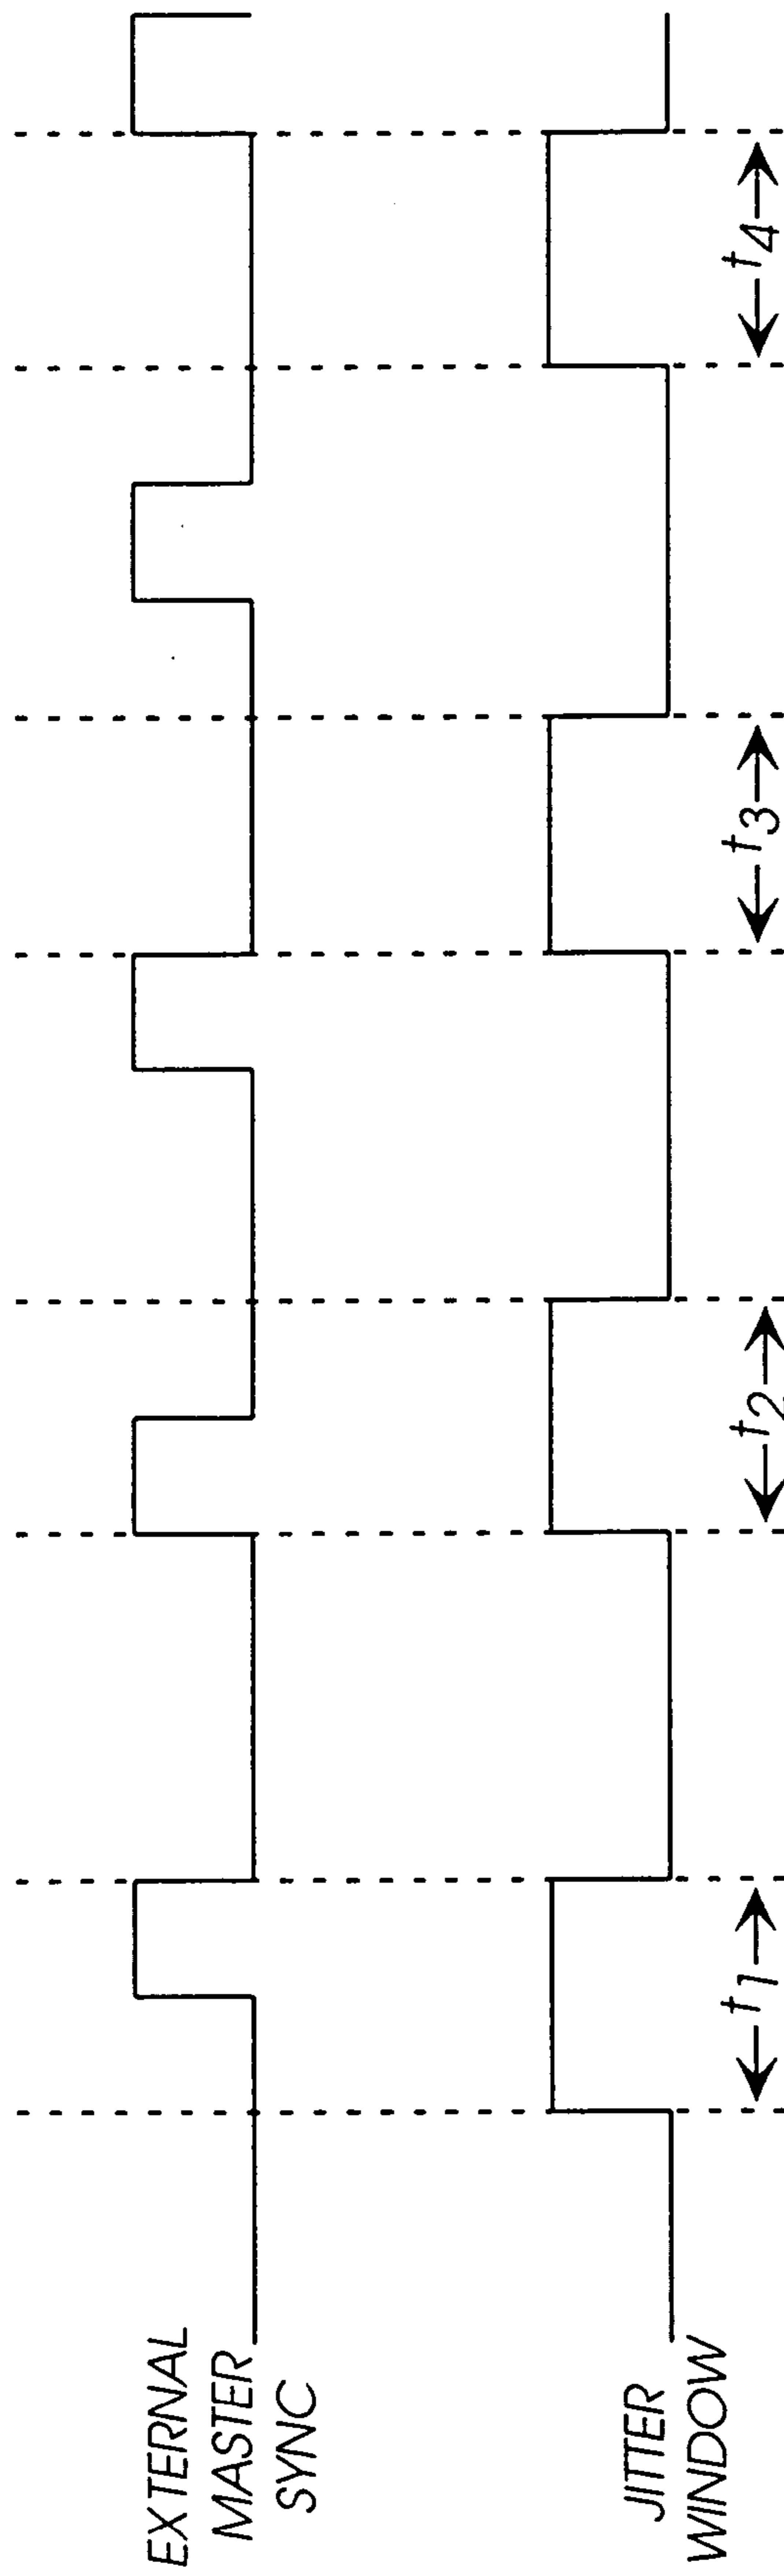 EXTERNAL
MASTER
SYNC
JITTER
WINDOW
t1
t2
t3
t4